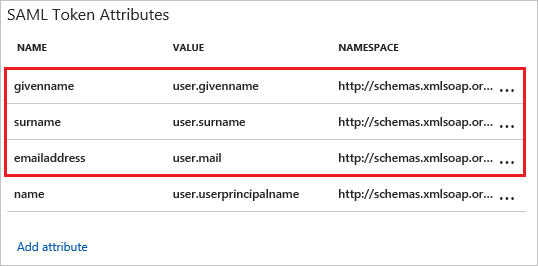 SAML Token Attributes
NAME VALUE NAMESPACE
givenname user.givenname http://schemas.xmlsoap.or... ...
surname user.surname http://schemas.xmlsoap.or... ...
emailaddress user.mail http://schemas.xmlsoap.or... ...
name user.userprincipalname http://schemas.xmlsoap.or... ...
Add attribute